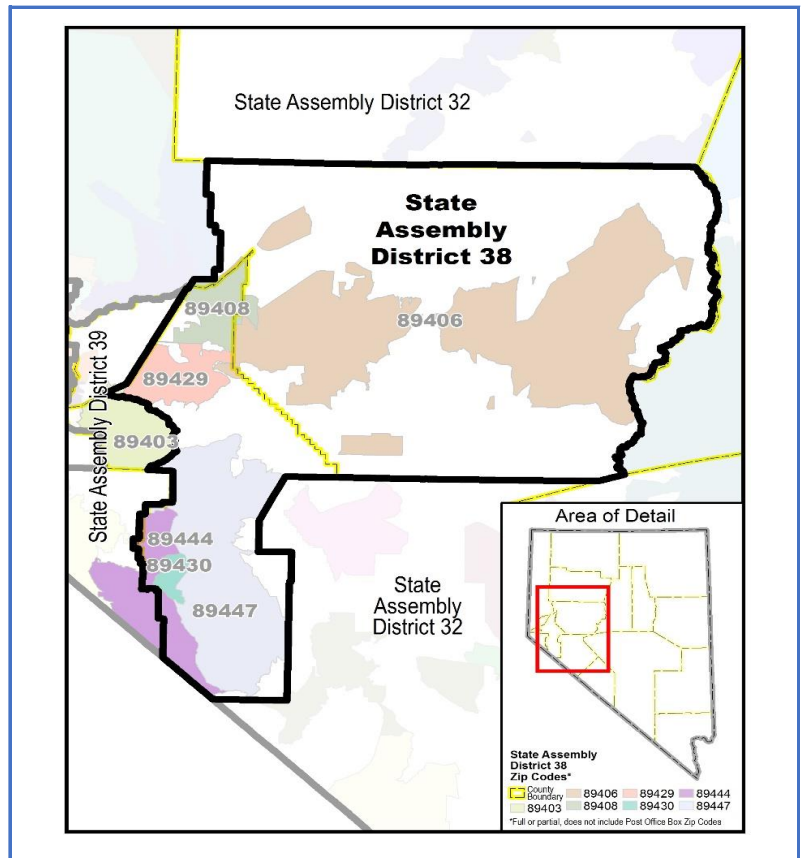 State Assembly District 32
State
Assembly
District 38
89408
89406
89429
State Assembly District 39
89403
89444
89430
89447
State
Assembly
District 32
Area of Detail
State Assembly
District 38
Zip Codes*
County
Boundary
89406
89429
89444
89403
89408
89430
89447
*Full or partial, does not include Post Office Box Zip Codes